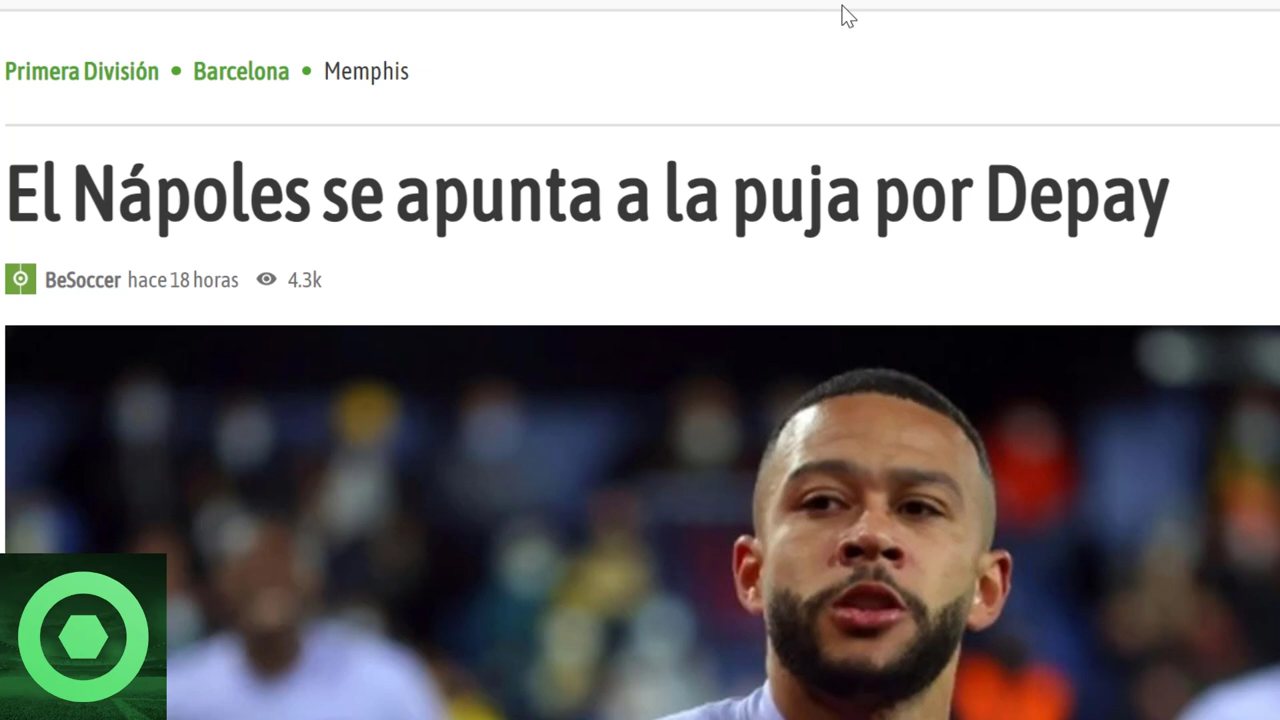 Primera División • Barcelona • Memphis
El Nápoles se apunta a la puja por Depay
BeSoccer hace 18 horas 4.3k